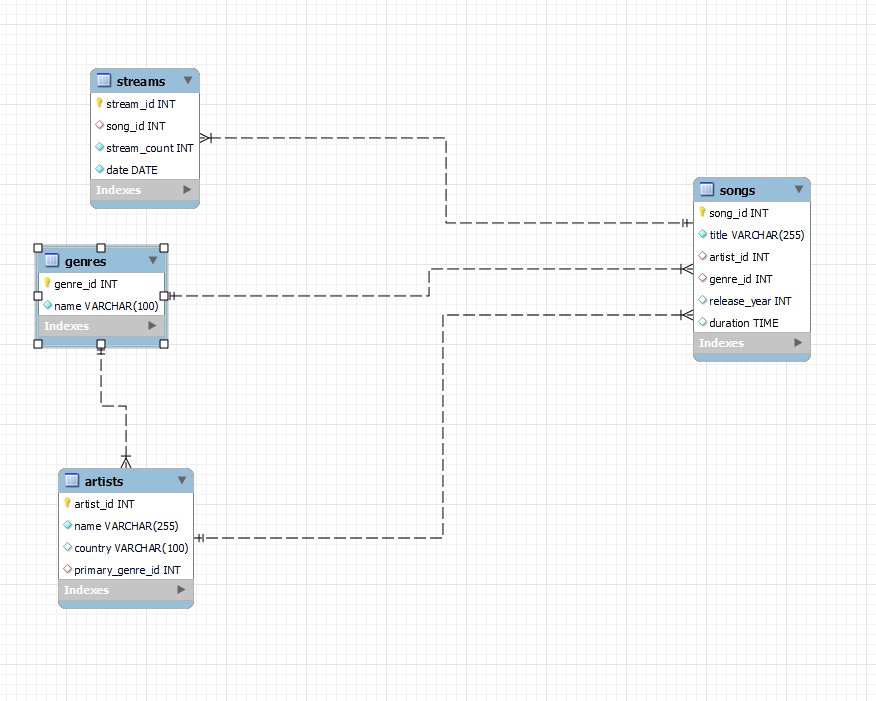 streams
stream_id INT
song_id INT
stream_count INT
date DATE
Indexes
songs
song_id INT
title VARCHAR(255)
artist_id INT
genre_id INT
release_year INT
duration TIME
Indexes
genres
genre_id INT
name VARCHAR(100)
Indexes
artists
artist_id INT
name VARCHAR(255)
country VARCHAR(100)
primary_genre_id INT
Indexes